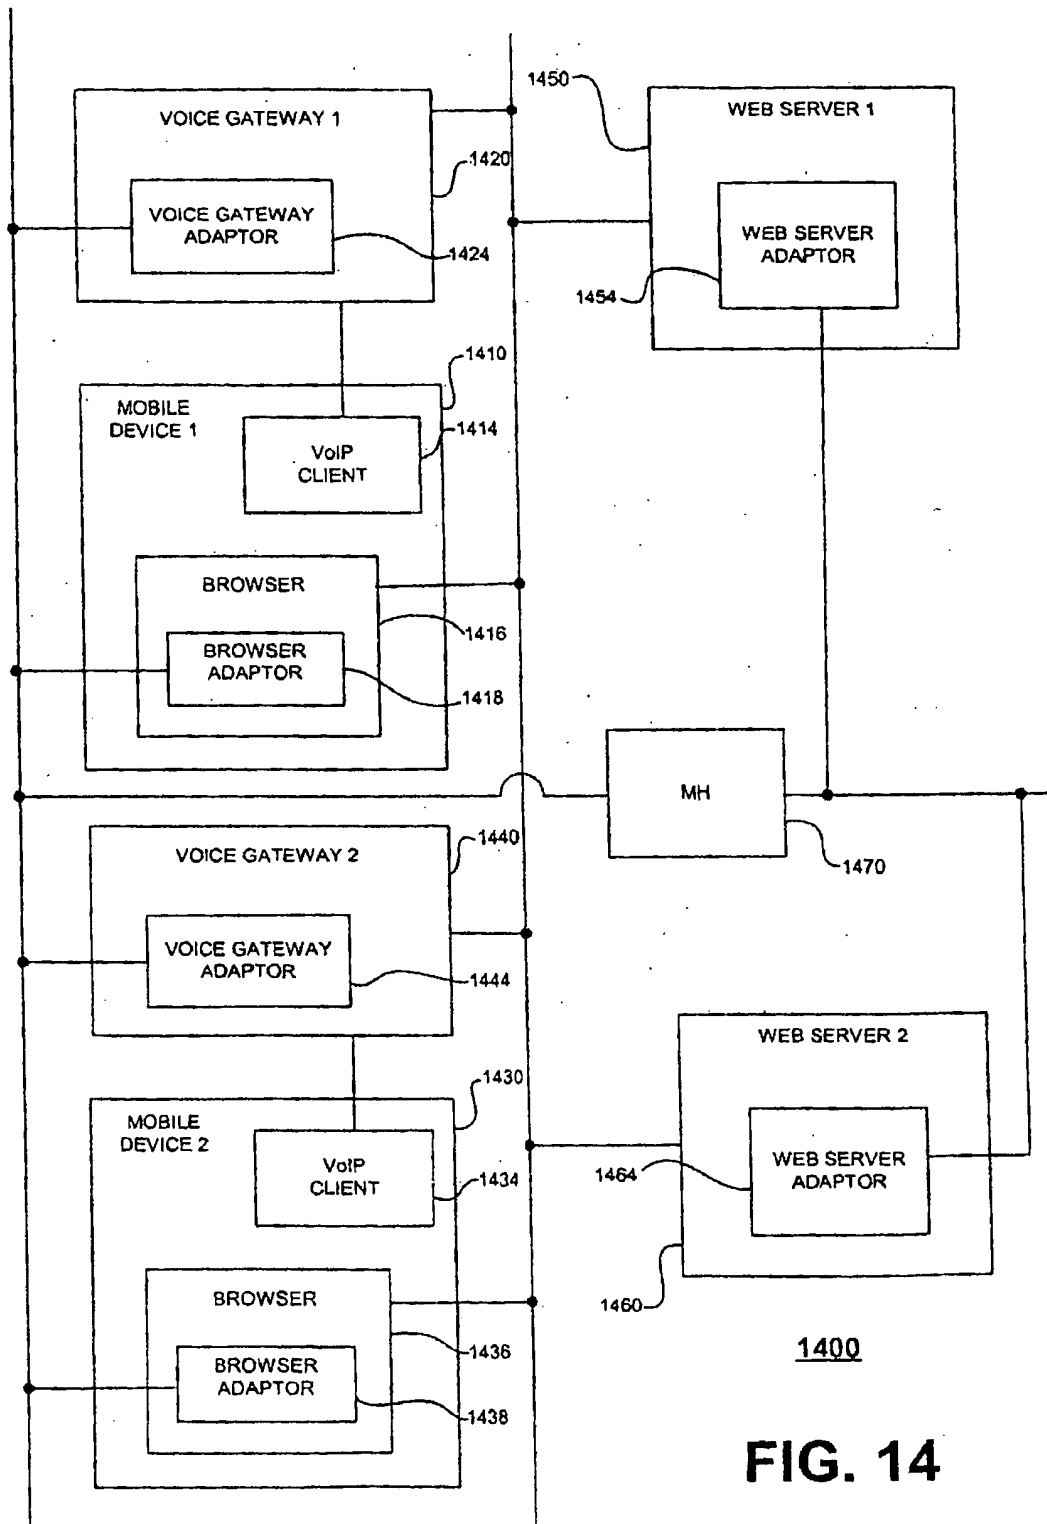 VOICE GATEWAY 1
1420
VOICE GATEWAY
ADAPTOR
1424
1450
WEB SERVER 1
WEB SERVER
ADAPTOR
1454
1410
MOBILE
DEVICE 1
1414
VoIP
CLIENT
BROWSER
1416
BROWSER
ADAPTOR
1418
MH
1470
1440
VOICE GATEWAY 2
VOICE GATEWAY
ADAPTOR
1444
WEB SERVER 2
WEB SERVER
ADAPTOR
1464
1460
1430
MOBILE
DEVICE 2
VoIP
CLIENT
1434
BROWSER
1436
BROWSER
ADAPTOR
1438
1400
FIG. 14